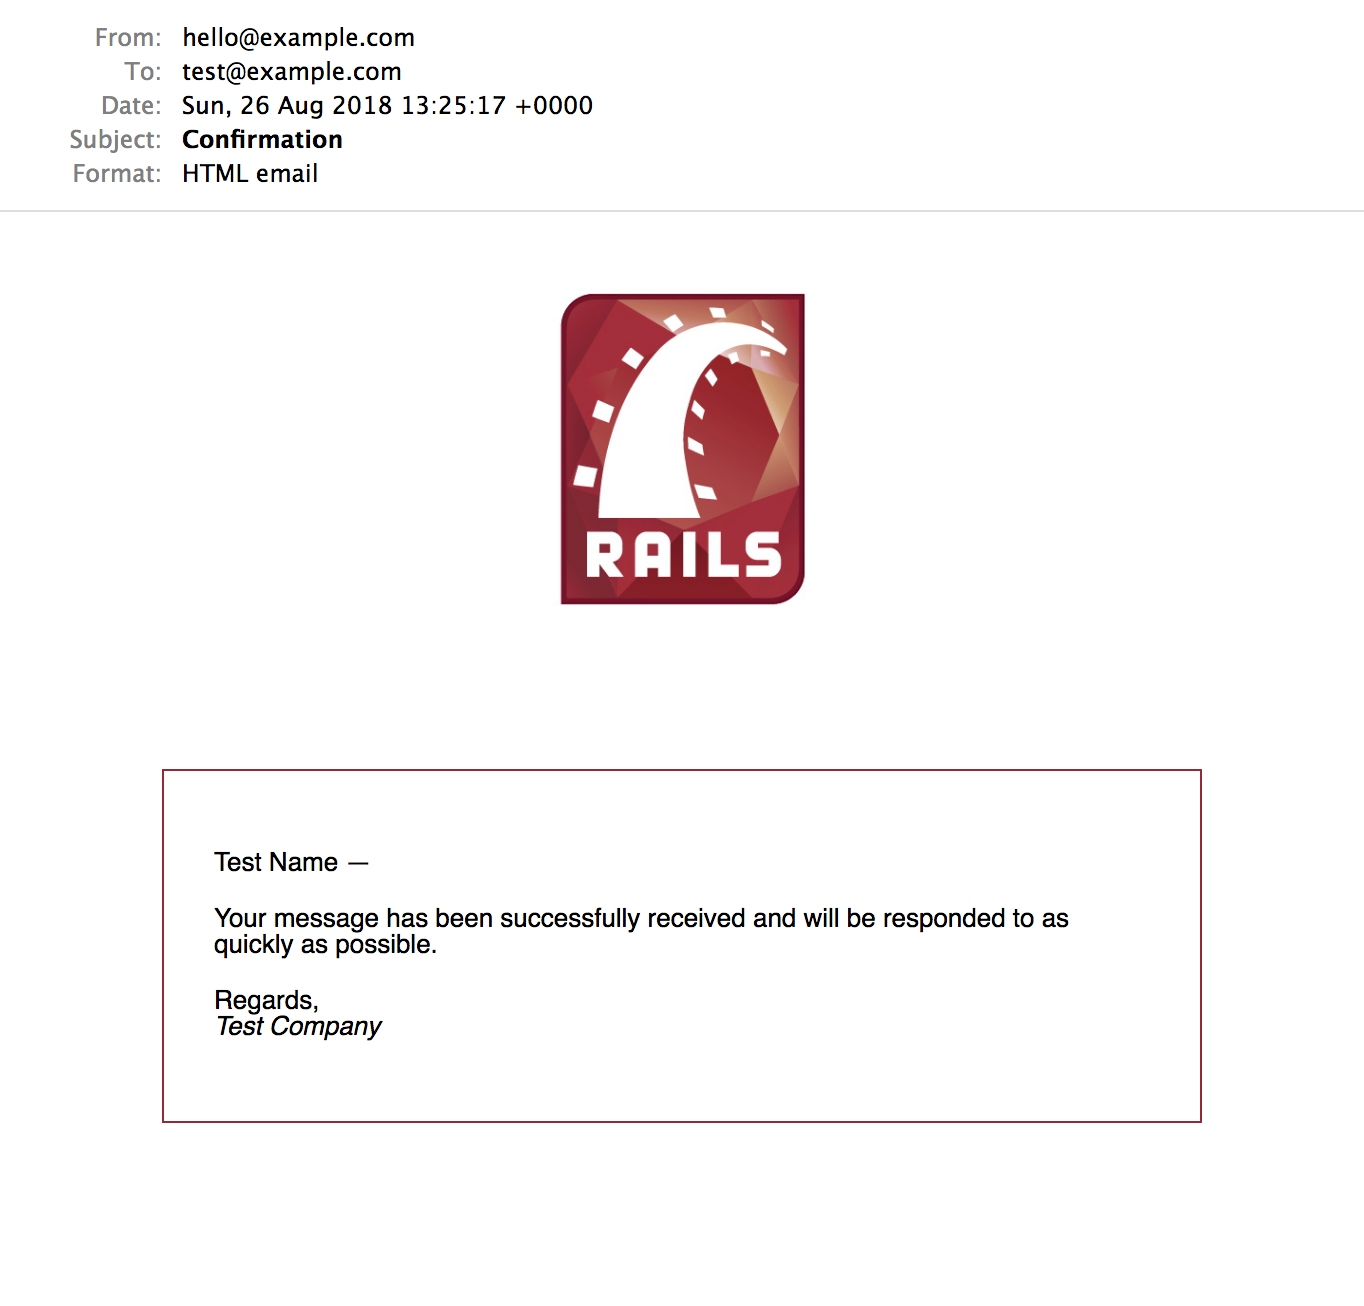 From: hello@example.com
To: test@example.com
Date: Sun, 26 Aug 2018 13:25:17 +0000
Subject: Confirmation
Format: HTML email
RAILS
Test Name —
Your message has been successfully received and will be responded to as
quickly as possible.
Regards,
Test Company